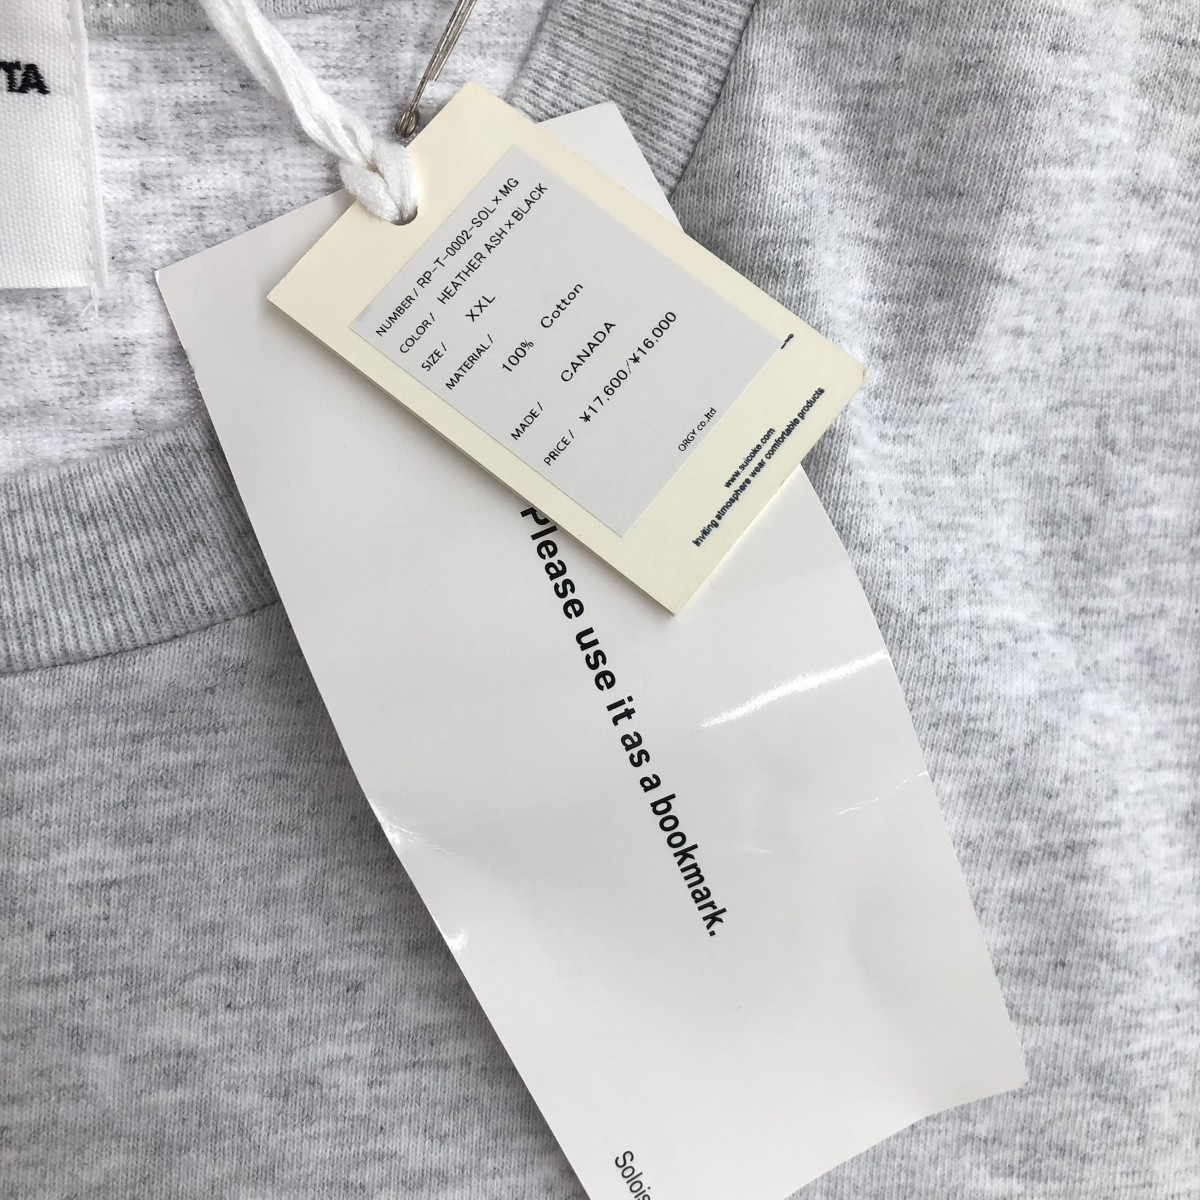 TA
NUMBER / RP-T-0002-SOL×MG
COLOR / HEATHER ASH×BLACK
SIZE / XXL
MATERIAL /
100% Cotton
MADE / CANADA
PRICE / ¥17.600/¥16.000
ORGY co.,ltd
www.suicoke.com
Inviting atmosphere wear comfortable products
Please use it as a bookmark.
Solois